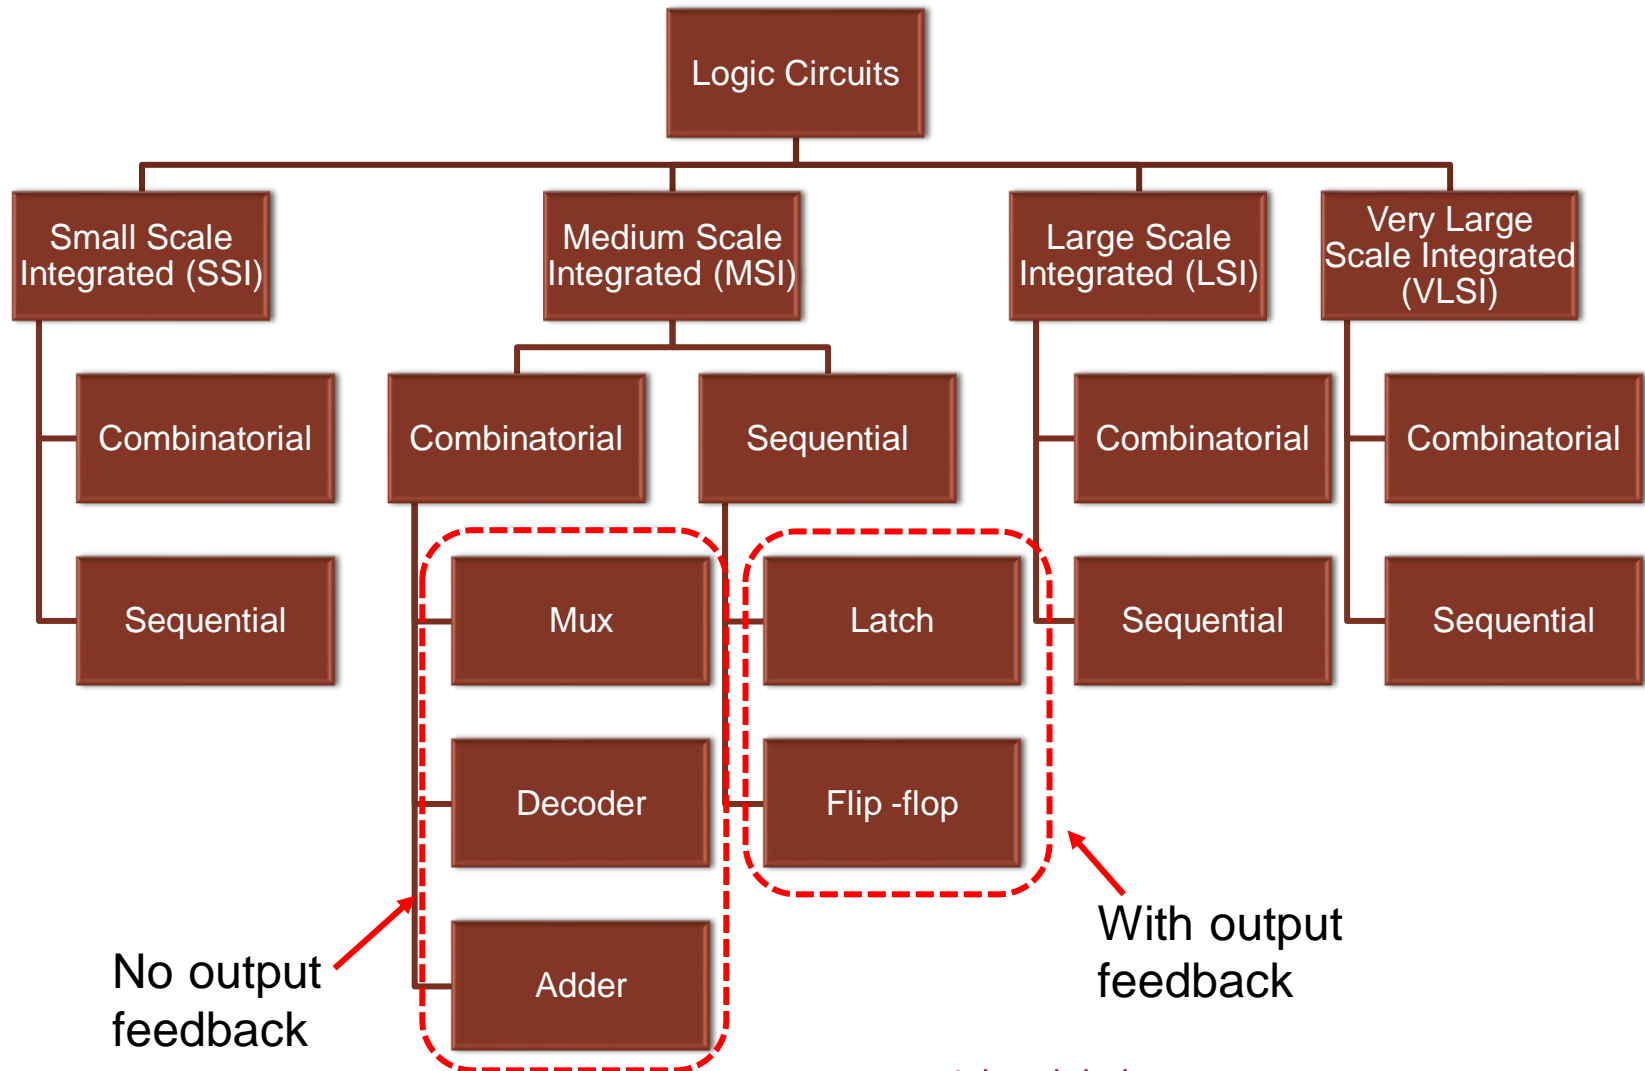 Logic Circuits
Small Scale
Integrated (SSI)
Medium Scale
Integrated (MSI)
Large Scale
Integrated (LSI)
Very Large
Scale Integrated
(VLSI)
Combinatorial
Combinatorial
Sequential
Combinatorial
Combinatorial
Sequential
Mux
Latch
Sequential
Sequential
Decoder
Flip -flop
Adder
No output
feedback
With output
feedback